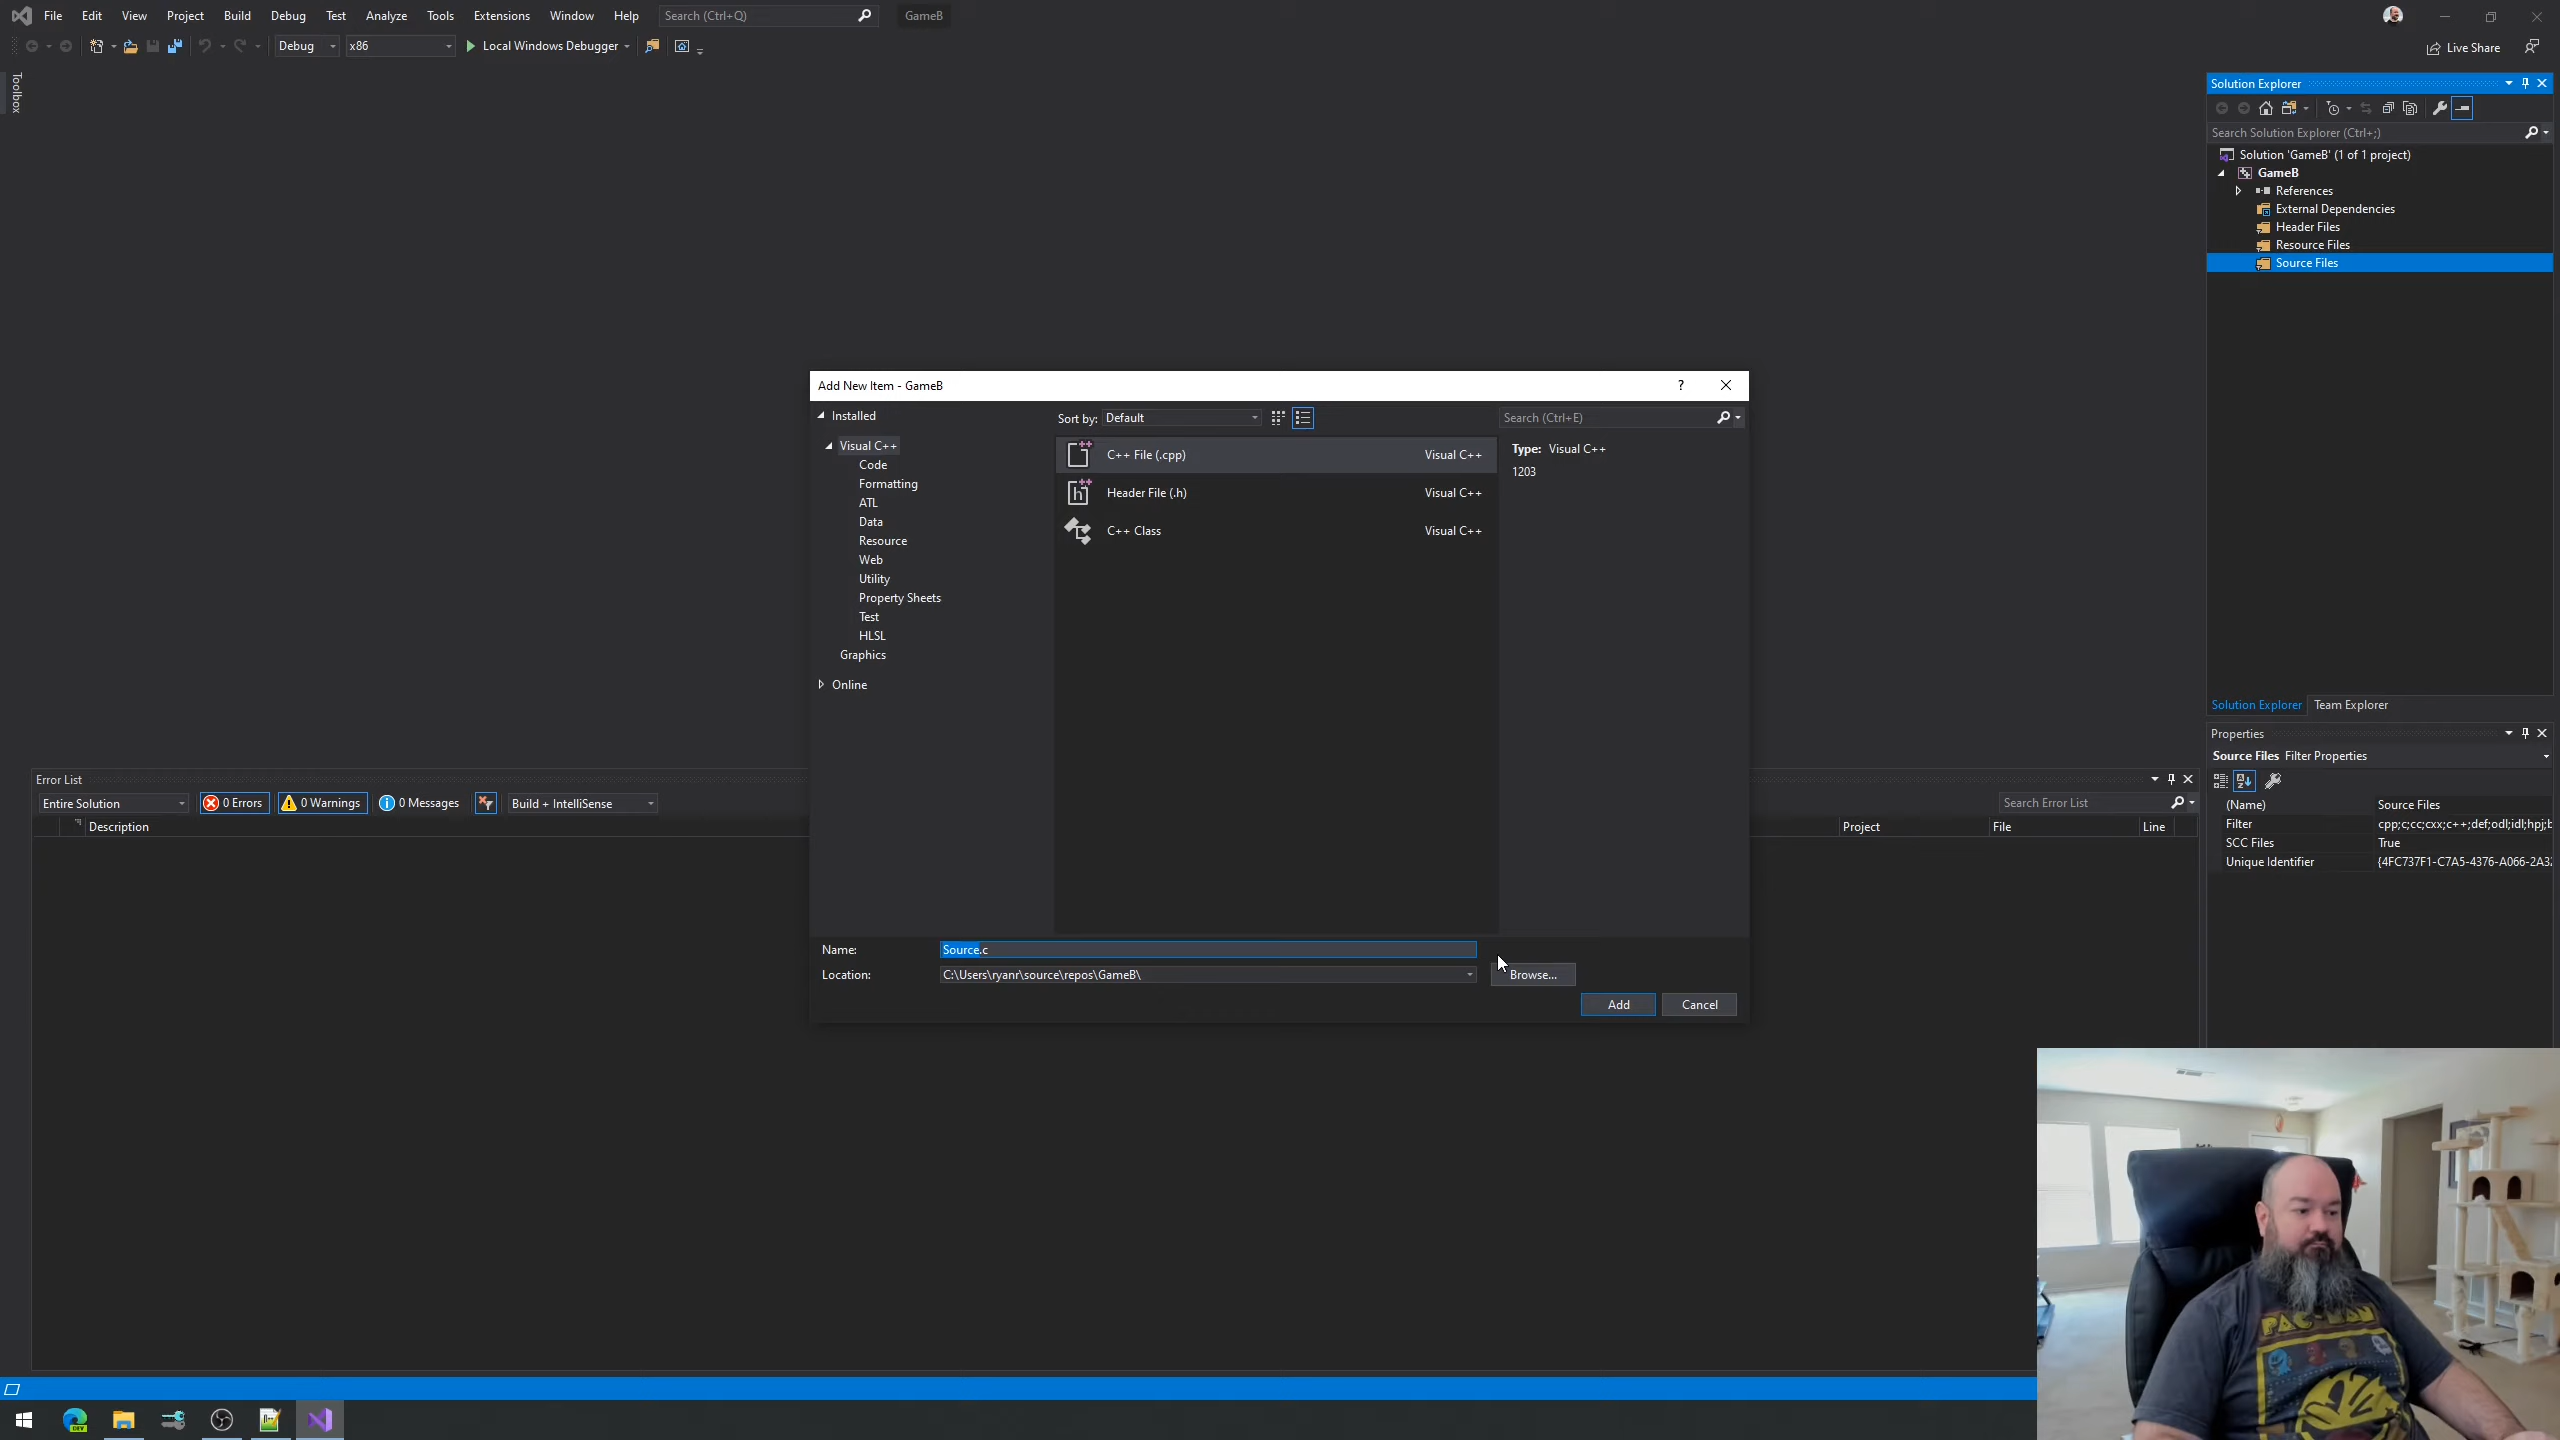 File Edit View Project Build Debug Test Analyze Tools Extensions Window Help Search (Ctrl+Q) GameB
Debug x86 Local Windows Debugger Live Share
Toolbox
Solution Explorer
Search Solution Explorer (Ctrl+;)
Solution 'GameB' (1 of 1 project)
GameB
References
External Dependencies
Header Files
Resource Files
Source Files
Add New Item - GameB
Installed
Sort by: Default
Search (Ctrl+E)
Visual C++
Code
Formatting
ATL
Data
Resource
Web
Utility
Property Sheets
Test
HLSL
Graphics
Online
C++ File (.cpp) Visual C++
Header File (.h) Visual C++
C++ Class Visual C++
Type: Visual C++
1203
Name: Source.c
Location: C:\Users\ryanr\source\repos\GameB\
Browse...
Add Cancel
Solution Explorer Team Explorer
Properties
Source Files Filter Properties
(Name) Source Files
Filter cpp;c;cc;cxx;c++;def;odl;idl;hpj;b
SCC Files True
Unique Identifier {4FC737F1-C7A5-4376-A066-2A32
Error List
Entire Solution 0 Errors 0 Warnings 0 Messages Build + IntelliSense Search Error List
Description Project File Line
DEV
PAC-MAN